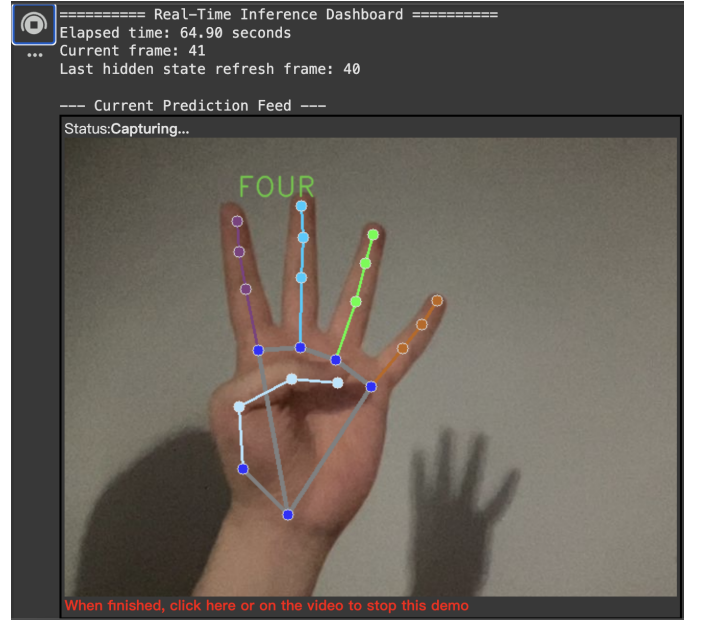 ========== Real-Time Inference Dashboard ==========
Elapsed time: 64.90 seconds
Current frame: 41
Last hidden state refresh frame: 40
--- Current Prediction Feed ---
Status:Capturing...
FOUR
When finished, click here or on the video to stop this demo